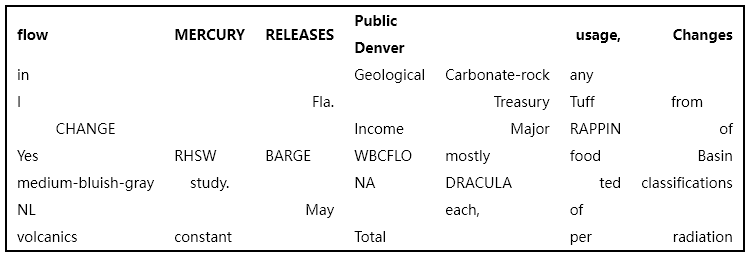 flow MERCURY RELEASES Public Denver usage, Changes
in Geological Carbonate-rock any
I Fla. Treasury Tuff from
CHANGE Income Major RAPPIN of
Yes RHSW BARGE WBCFLO mostly food Basin
medium-bluish-gray study. NA DRACULA ted classifications
NL May each, of
volcanics constant Total per radiation